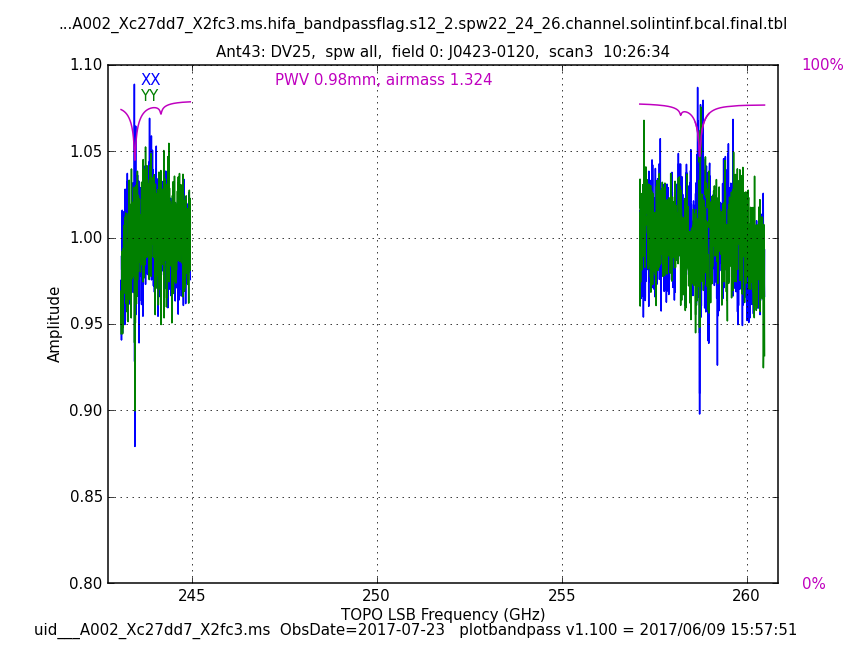 ...A002_Xc27dd7_X2fc3.ms.hifa_bandpassflag.s12_2.spw22_24_26.channel.solintinf.bcal.final.tbl
Ant43: DV25,  spw all,  field 0: J0423-0120,  scan3  10:26:34
1.10
XX
PWV 0.98mm, airmass 1.324
100%
YY
1.05
1.00
0.95
Amplitude
0.90
0.85
0.80
0%
245
250
255
260
TOPO LSB Frequency (GHz)
uid___A002_Xc27dd7_X2fc3.ms  ObsDate=2017-07-23   plotbandpass v1.100 = 2017/06/09 15:57:51